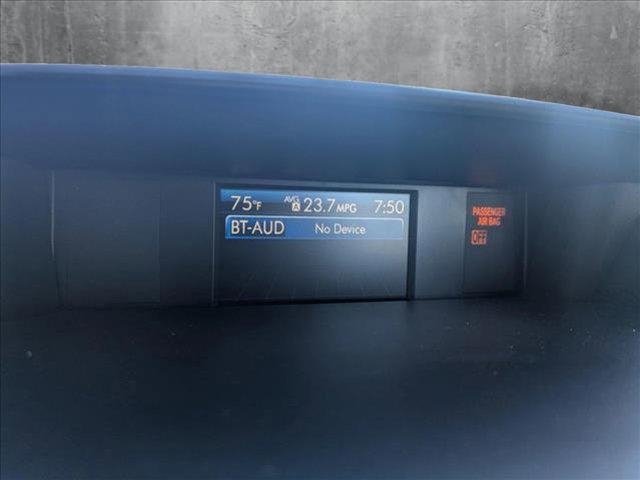 75°F AVG A 23.7 MPG 7:50
BT-AUD No Device
PASSENGER
AIR BAG
OFF